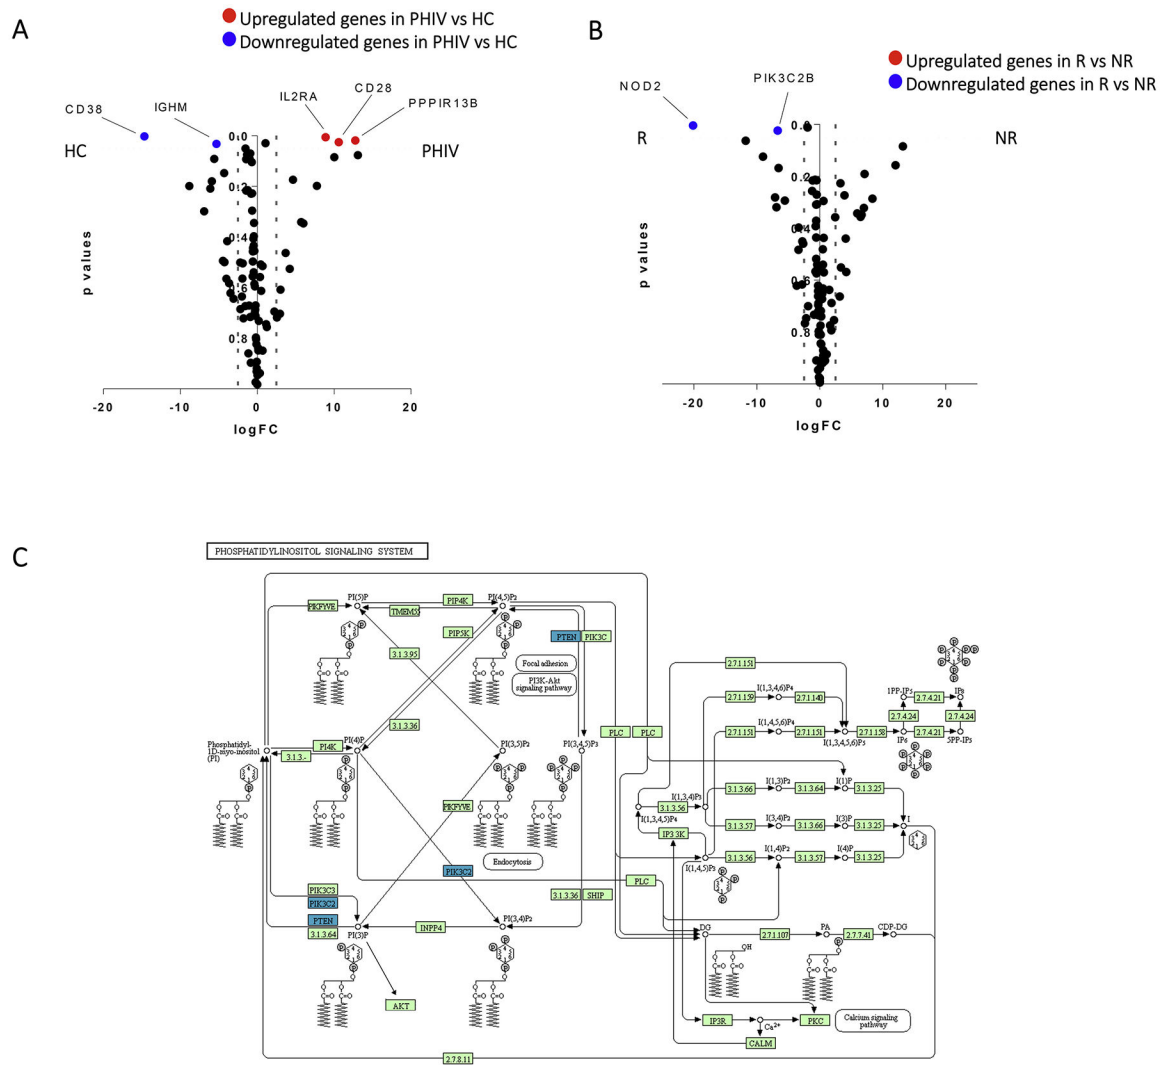 A
Upregulated genes in PHIV vs HC
Downregulated genes in PHIV vs HC
CD38
IGHM
IL2RA
CD28
PPPIR13B
HC
PHIV
0.0
0.2
0.4
0.6
0.8
p values
-20
-10
0
10
20
logFC
B
Upregulated genes in R vs NR
Downregulated genes in R vs NR
NOD2
PIK3C2B
R
NR
0.0
0.2
0.4
0.6
0.8
p values
-20
-10
0
10
20
logFC
C
PHOSPHATIDYLINOSITOL SIGNALING SYSTEM
PIKFYVE
PI(5)P
PIP4K
TMEM55
PI(4,5)P2
PIP5K
3.1.3.95
PTEN
PIK3C
Focal adhesion
PI3K-Akt
signaling pathway
3.1.3.36
Phosphatidyl-
1D-myo-inositol
(PI)
PI4K
3.1.3.-
PI(4)P
PI(3,5)P2
PI(3,4,5)P3
PIKFYVE
Endocytosis
PIK3C2
PIK3C3
PIK3C2
PTEN
3.1.3.64
PI(3)P
INPP4
PI(3,4)P2
3.1.3.36
SHIP
AKT
PLC
PLC
PLC
2.7.1.151
I(1,3,4,6)P4
2.7.1.159
2.7.1.140
I(1,4,5,6)P4
2.7.1.151
2.7.1.151
I(1,3,4,5,6)P5
2.7.1.158
1PP-IP5
2.7.4.21
IP8
2.7.4.24
2.7.4.24
IP6
2.7.4.21
5PP-IP5
I(1,3,4)P3
3.1.3.56
I(1,3,4,5)P4
IP3 3K
I(1,3)P2
3.1.3.66
3.1.3.64
I(1)P
3.1.3.25
I(3,4)P2
3.1.3.57
3.1.3.66
I(3)P
3.1.3.25
I
I(1,4)P2
3.1.3.56
3.1.3.57
I(4)P
3.1.3.25
I(1,4,5)P3
DG
2.7.1.107
PA
2.7.7.41
CDP-DG
OH
IP3R
Ca2+
PKC
CALM
Calcium signaling
pathway
2.7.8.11